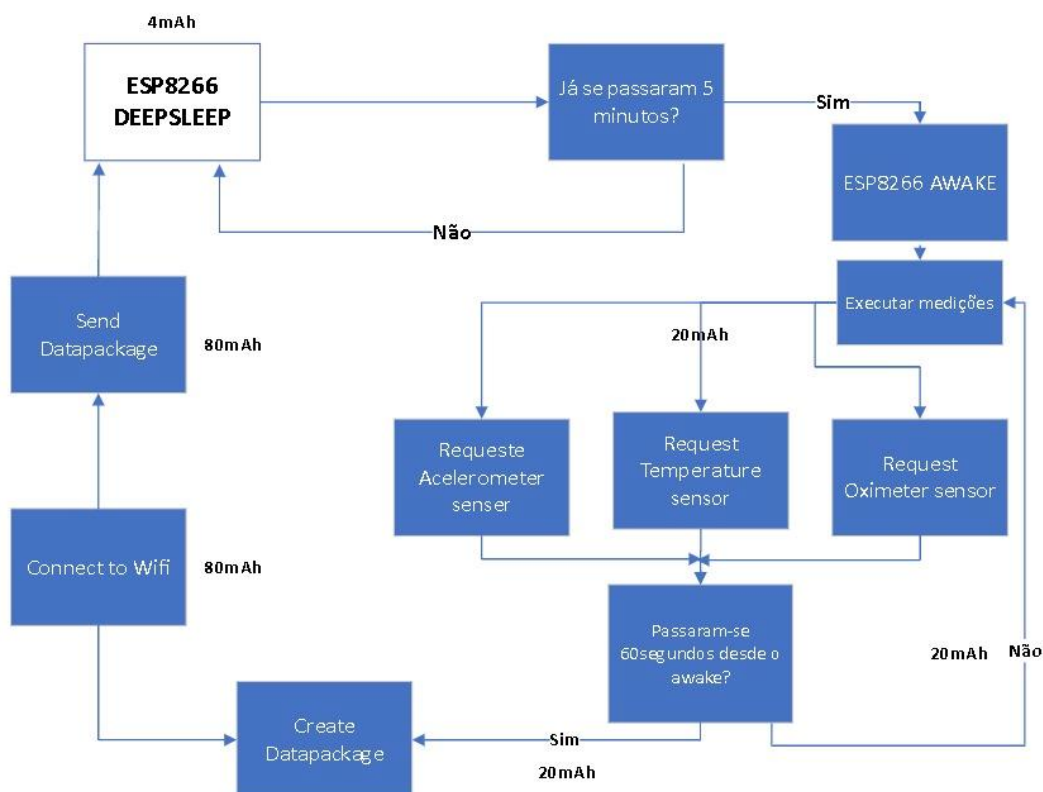 4mAh
ESP8266
DEEPSLEEP
Já se passaram 5
minutos?
Sim
ESP8266 AWAKE
Não
Executar medições
20mAh
Send
Datapackage
80mAh
Requeste
Acelerometer
senser
Request
Temperature
sensor
Request
Oximeter sensor
Connect to Wifi
80mAh
Passaram-se
60segundos desde o
awake?
20mAh
Não
Create
Datapackage
Sim
20mAh